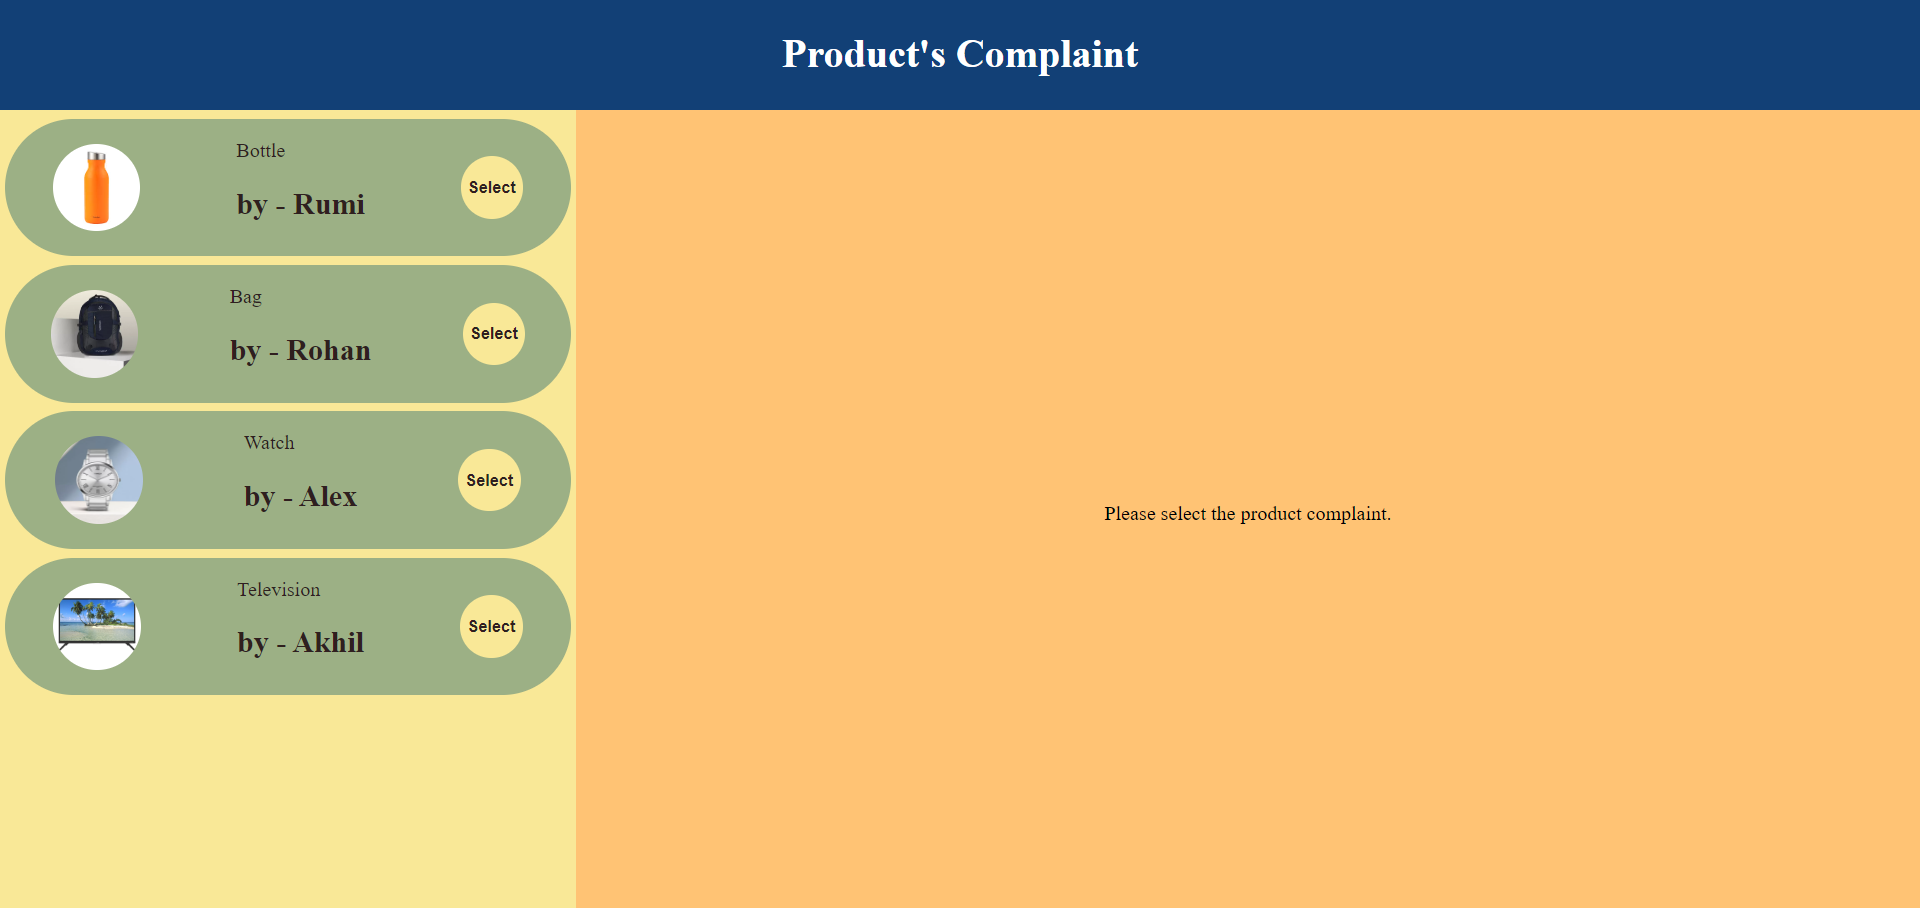 Product's Complaint
Bottle
by - Rumi
Select
Bag
by - Rohan
Select
Watch
by - Alex
Select
Television
by - Akhil
Select
Please select the product complaint.